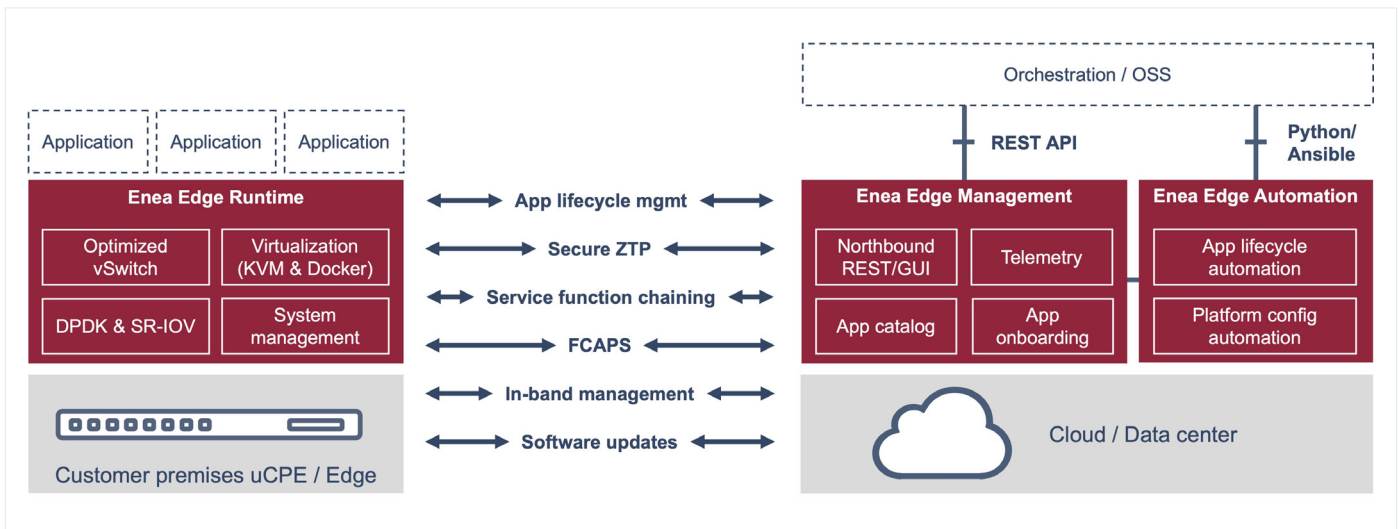 Orchestration / OSS
Application
Application
Application
REST API
Python/
Ansible
Enea Edge Runtime
Optimized
vSwitch
Virtualization
(KVM & Docker)
DPDK & SR-IOV
System
management
Customer premises uCPE / Edge
App lifecycle mgmt
Secure ZTP
Service function chaining
FCAPS
In-band management
Software updates
Enea Edge Management
Northbound
REST/GUI
Telemetry
App catalog
App
onboarding
Enea Edge Automation
App lifecycle
automation
Platform config
automation
Cloud / Data center